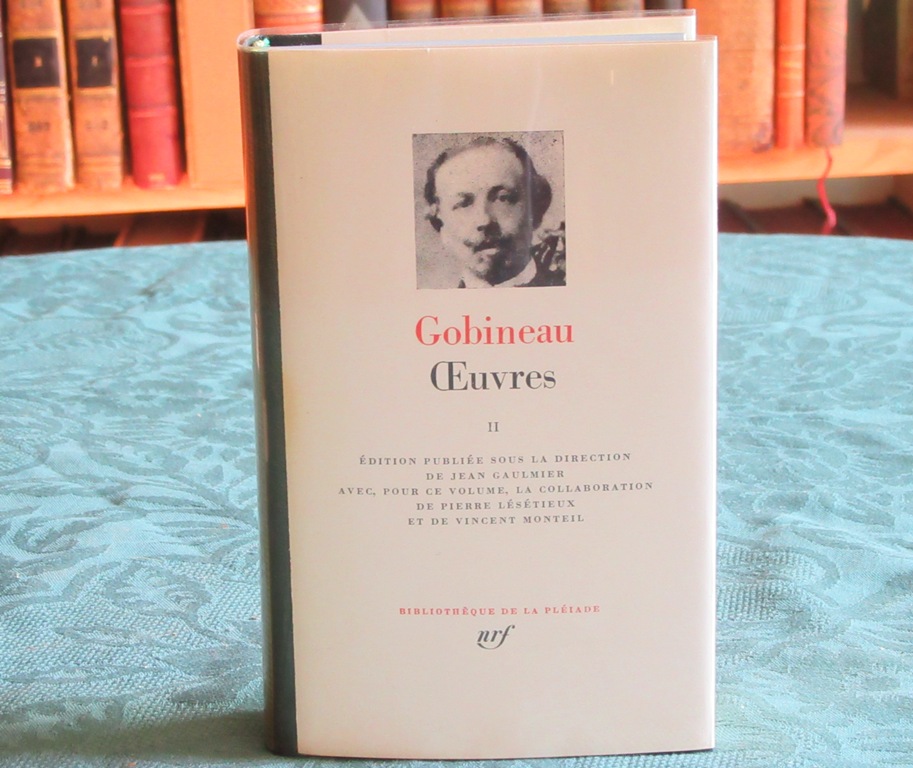 Gobineau
Œuvres
II
ÉDITION PUBLIÉE SOUS LA DIRECTION
DE JEAN GAULMIER
AVEC, POUR CE VOLUME, LA COLLABORATION
DE PIERRE LÉSÉTIEUX
ET DE VINCENT MONTEIL
BIBLIOTHÈQUE DE LA PLÉIADE
nrf